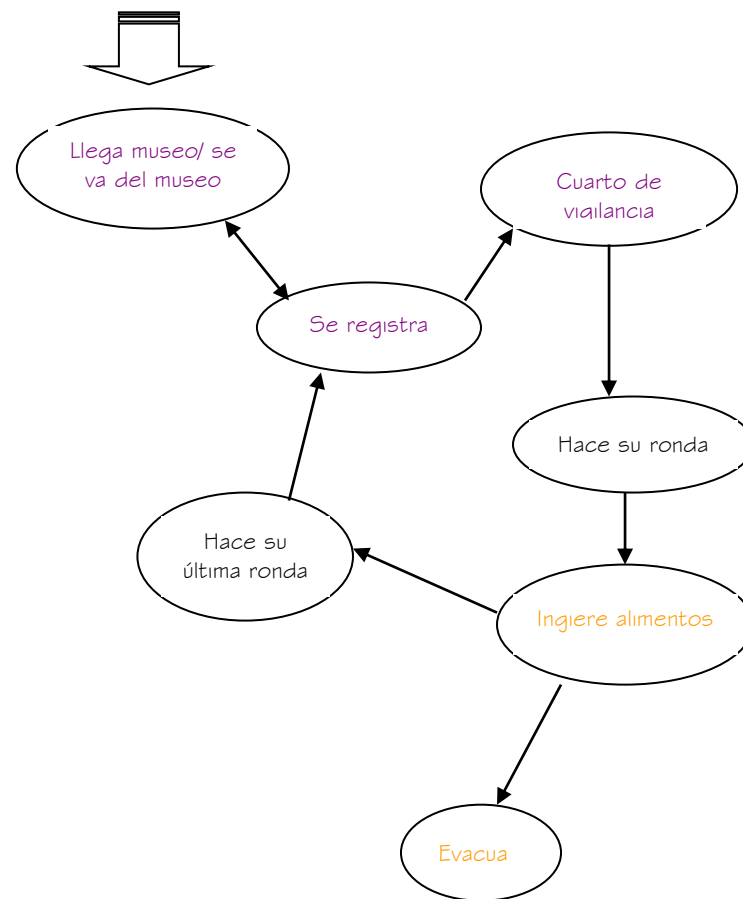 Llega museo/ se
va del museo
Cuarto de
vigilancia
Se registra
Hace su ronda
Hace su
última ronda
Ingiere alimentos
Evacua